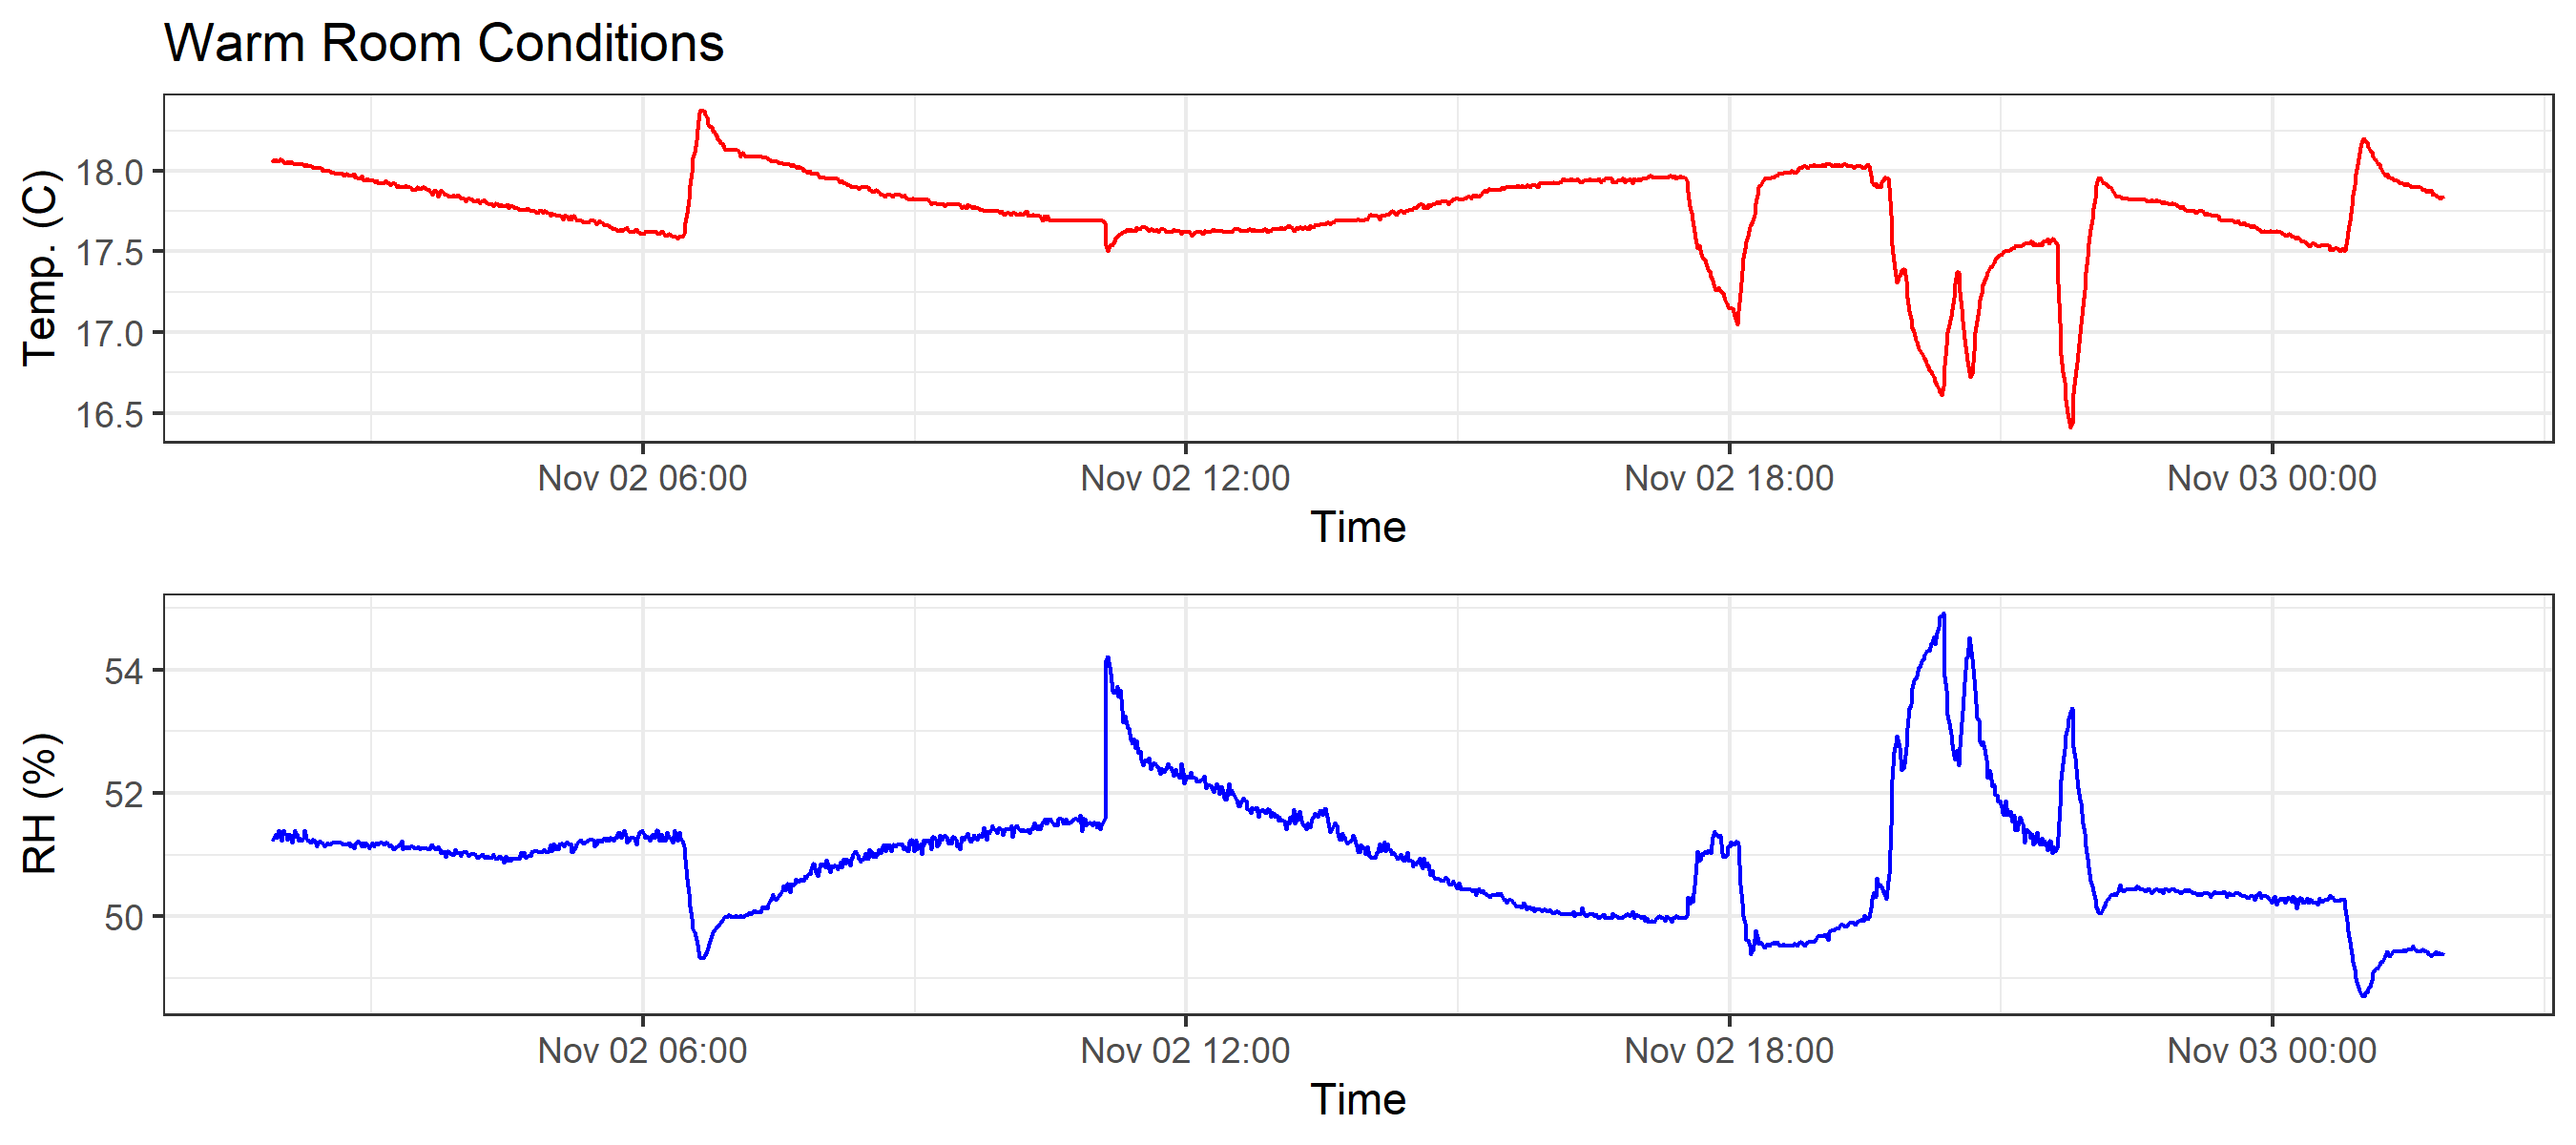 Warm Room Conditions
Temp. (C)
18.0
17.5
17.0
16.5
Nov 02 06:00 Nov 02 12:00 Nov 02 18:00 Nov 03 00:00
Time
RH (%)
54
52
50
Nov 02 06:00 Nov 02 12:00 Nov 02 18:00 Nov 03 00:00
Time